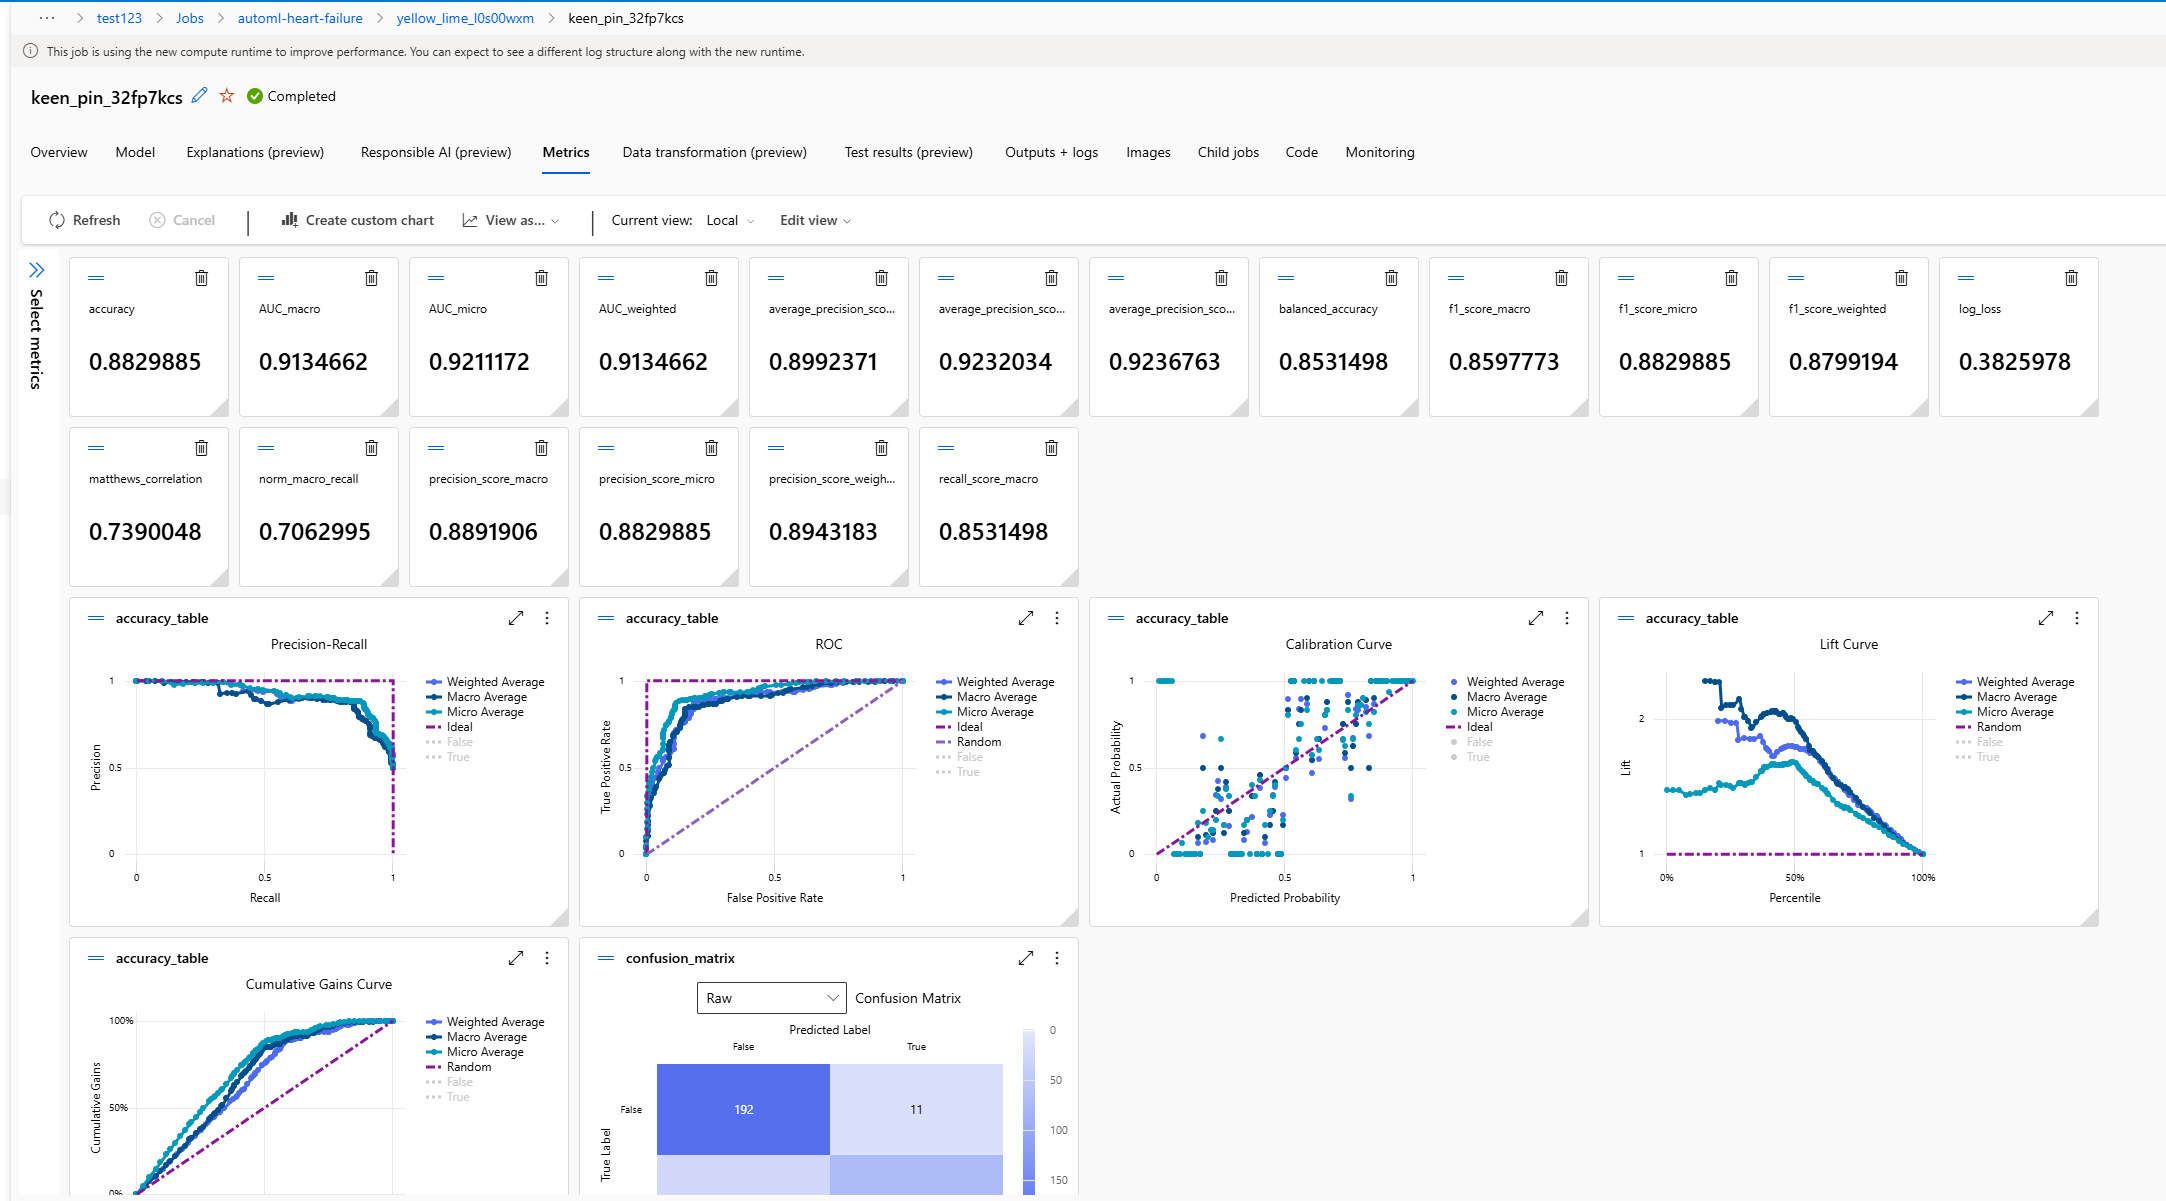 ··· > test123 > Jobs > automl-heart-failure > yellow_lime_l0s00wxm > keen_pin_32fp7kcs
This job is using the new compute runtime to improve performance. You can expect to see a different log structure along with the new runtime.
keen_pin_32fp7kcs Completed
Overview Model Explanations (preview) Responsible AI (preview) Metrics Data transformation (preview) Test results (preview) Outputs + logs Images Child jobs Code Monitoring
Refresh Cancel | Create custom chart View as... | Current view: Local Edit view
Select metrics
accuracy AUC_macro AUC_micro AUC_weighted average_precision_sco... average_precision_sco... average_precision_sco... balanced_accuracy f1_score_macro f1_score_micro f1_score_weighted log_loss
0.8829885 0.9134662 0.9211172 0.9134662 0.8992371 0.9232034 0.9236763 0.8531498 0.8597773 0.8829885 0.8799194 0.3825978
matthews_correlation norm_macro_recall precision_score_macro precision_score_micro precision_score_weigh... recall_score_macro
0.7390048 0.7062995 0.8891906 0.8829885 0.8943183 0.8531498
accuracy_table
Precision-Recall
Weighted Average
Macro Average
Micro Average
Ideal
False
True
Precision
1
0.5
0
0 0.5 1
Recall
accuracy_table
ROC
Weighted Average
Macro Average
Micro Average
Ideal
Random
False
True
True Positive Rate
1
0.5
0
0 0.5 1
False Positive Rate
accuracy_table
Calibration Curve
Weighted Average
Macro Average
Micro Average
Ideal
False
True
Actual Probability
1
0.5
0
0 0.5 1
Predicted Probability
accuracy_table
Lift Curve
Weighted Average
Macro Average
Micro Average
Random
False
True
Lift
2
1
0% 50% 100%
Percentile
accuracy_table
Cumulative Gains Curve
Weighted Average
Macro Average
Micro Average
Random
False
True
Cumulative Gains
100%
50%
0%
confusion_matrix
Raw Confusion Matrix
Predicted Label
False True
True Label
False 192 11
0
50
100
150